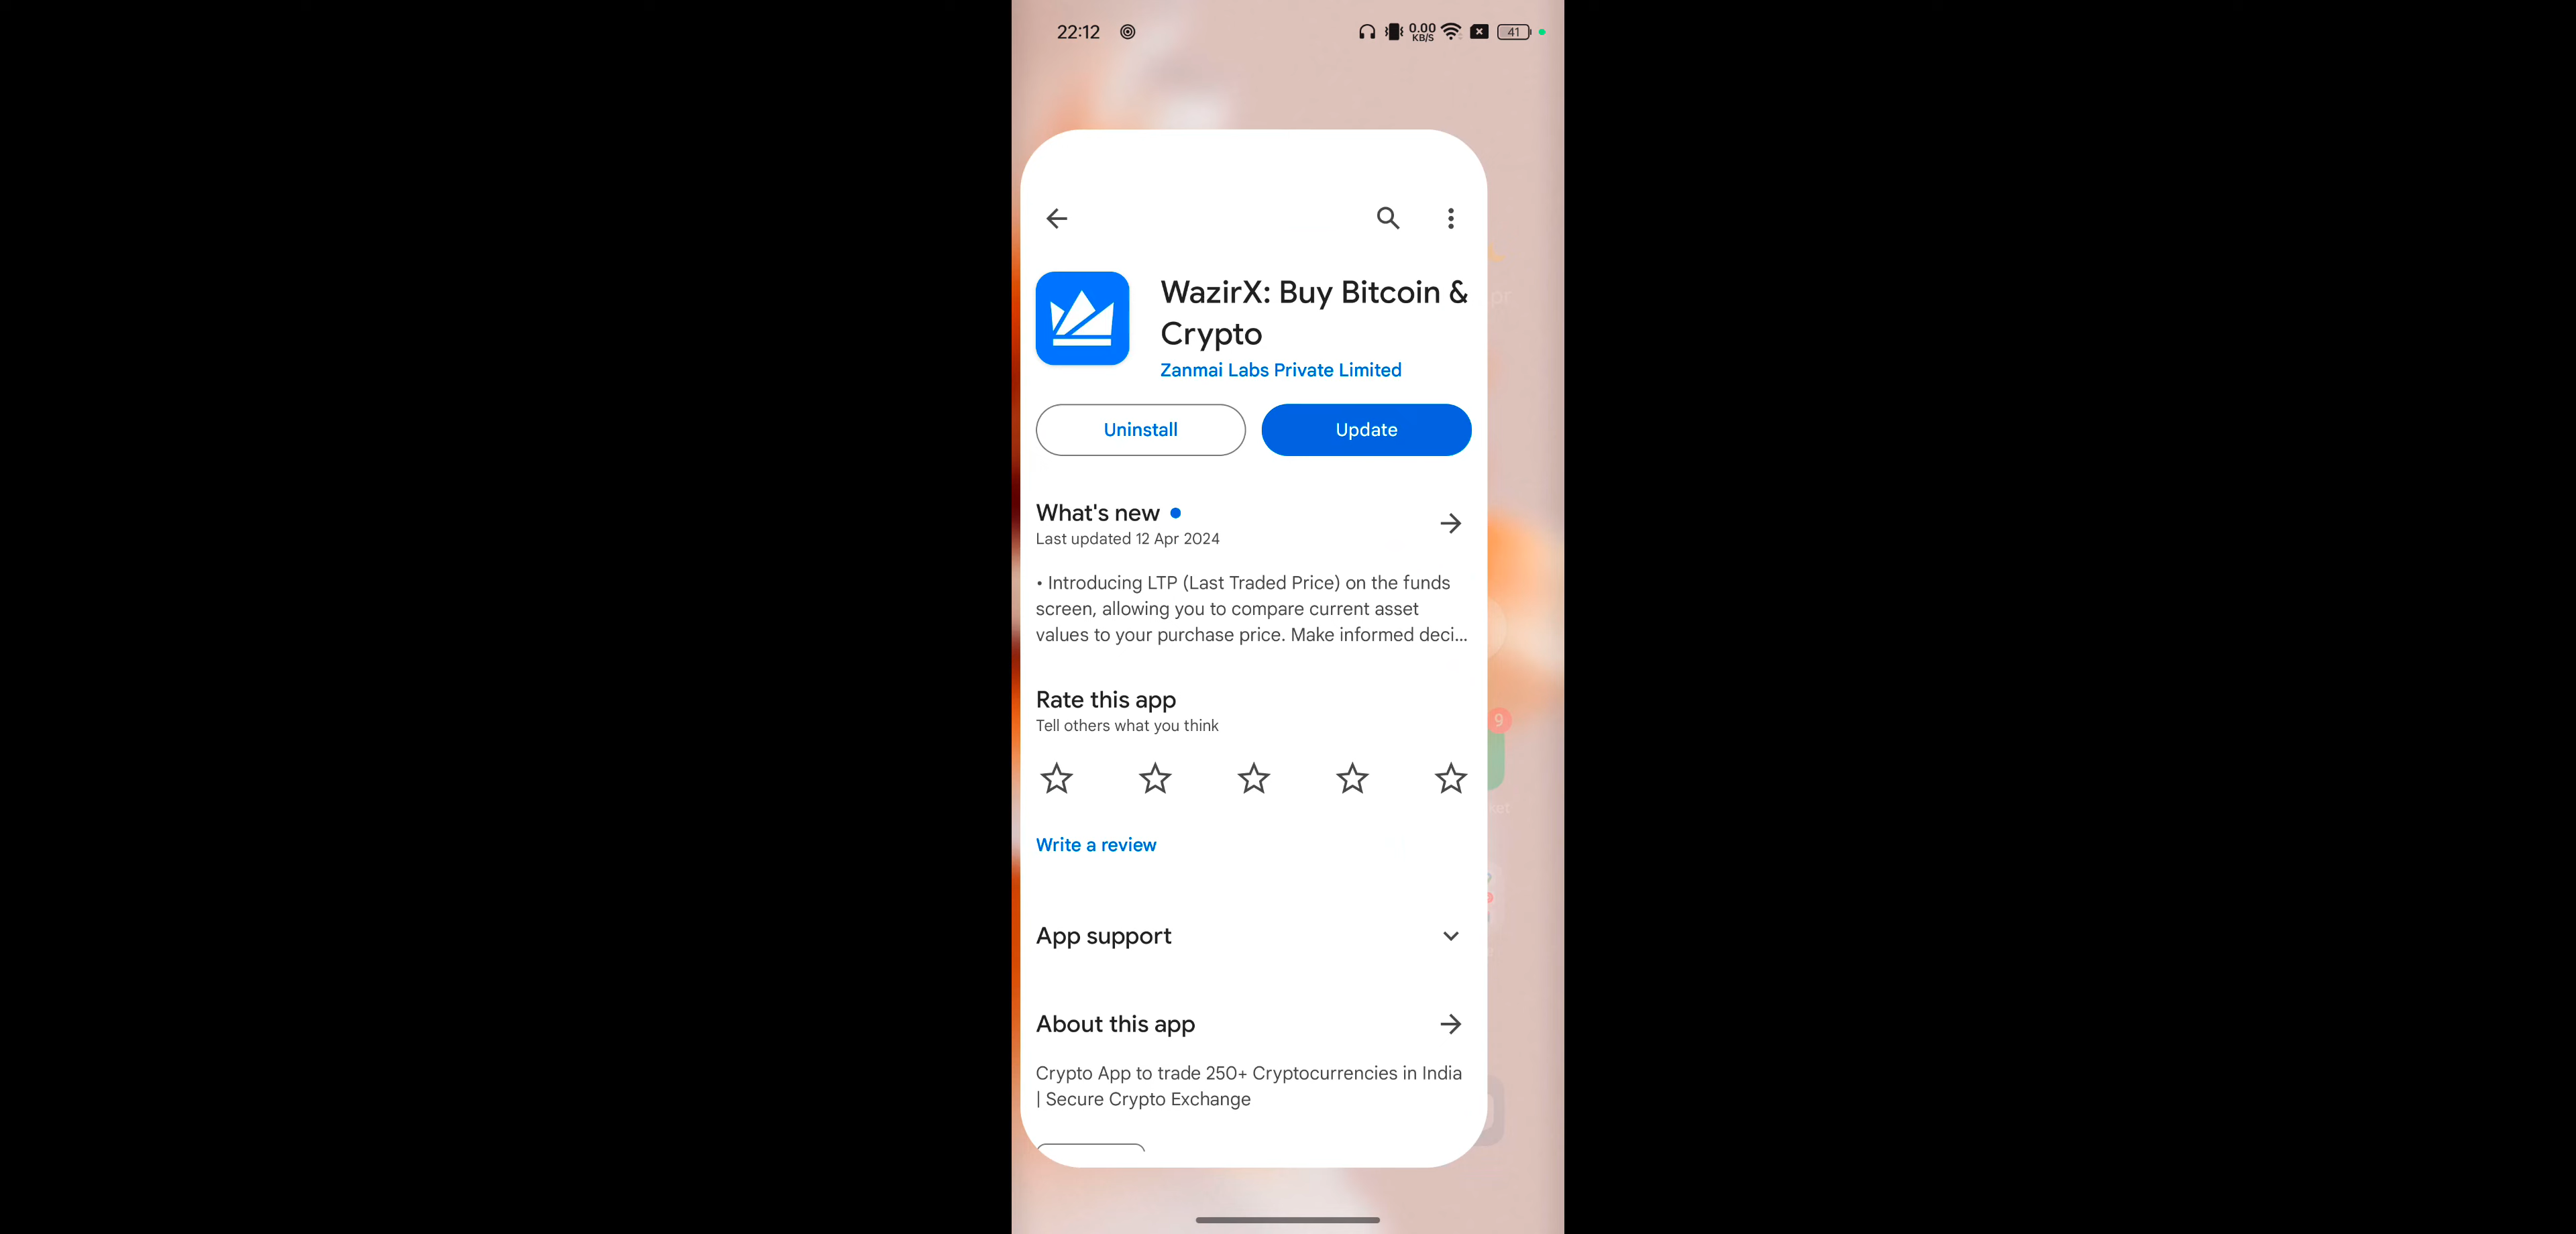 22:12
0.00
KB/S
41
WazirX: Buy Bitcoin &
Crypto
Zanmai Labs Private Limited
Uninstall
Update
What's new
Last updated 12 Apr 2024
• Introducing LTP (Last Traded Price) on the funds
screen, allowing you to compare current asset
values to your purchase price. Make informed deci...
Rate this app
Tell others what you think
Write a review
App support
About this app
Crypto App to trade 250+ Cryptocurrencies in India
| Secure Crypto Exchange
pr
9
ket